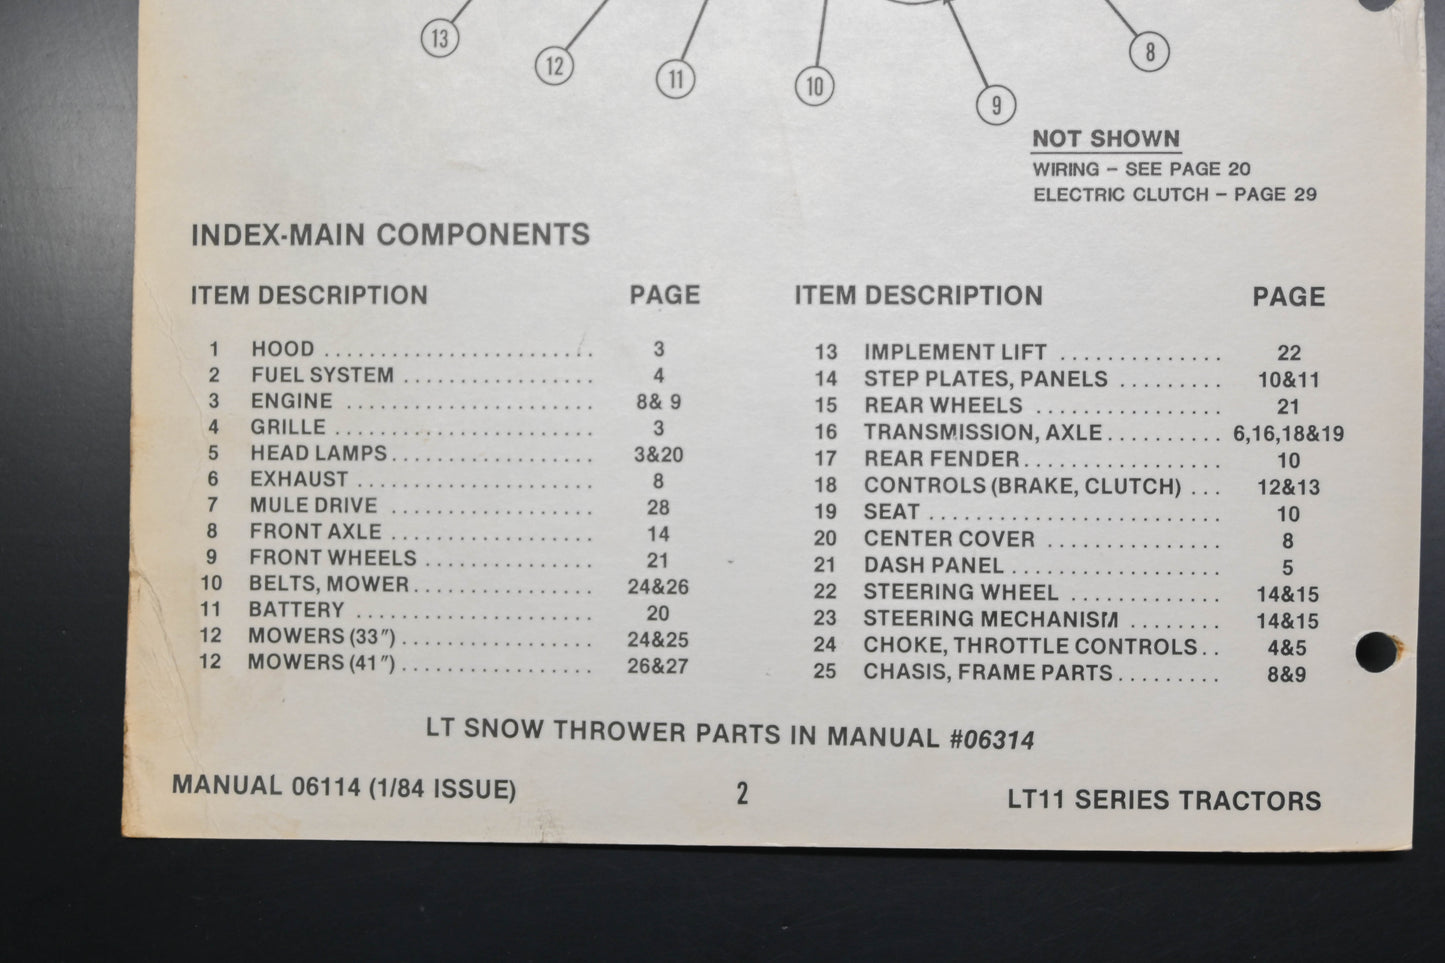 13
12
11
10
9
8
NOT SHOWN
WIRING – SEE PAGE 20
ELECTRIC CLUTCH – PAGE 29
INDEX-MAIN COMPONENTS
ITEM DESCRIPTION PAGE
1 HOOD ....................... 3
2 FUEL SYSTEM ................ 4
3 ENGINE ..................... 8& 9
4 GRILLE ...................... 3
5 HEAD LAMPS................. 3&20
6 EXHAUST .................... 8
7 MULE DRIVE ................. 28
8 FRONT AXLE ................. 14
9 FRONT WHEELS .............. 21
10 BELTS, MOWER............... 24&26
11 BATTERY .................... 20
12 MOWERS (33″) ................ 24&25
12 MOWERS (41″) ................ 26&27
ITEM DESCRIPTION PAGE
13 IMPLEMENT LIFT .............. 22
14 STEP PLATES, PANELS ......... 10&11
15 REAR WHEELS ................ 21
16 TRANSMISSION, AXLE.......... 6,16,18&19
17 REAR FENDER................. 10
18 CONTROLS (BRAKE, CLUTCH) ... 12&13
19 SEAT ......................... 10
20 CENTER COVER ............... 8
21 DASH PANEL .................. 5
22 STEERING WHEEL ............. 14&15
23 STEERING MECHANISM ........ 14&15
24 CHOKE, THROTTLE CONTROLS.. 4&5
25 CHASIS, FRAME PARTS......... 8&9
LT SNOW THROWER PARTS IN MANUAL #06314
MANUAL 06114 (1/84 ISSUE) 2 LT11 SERIES TRACTORS